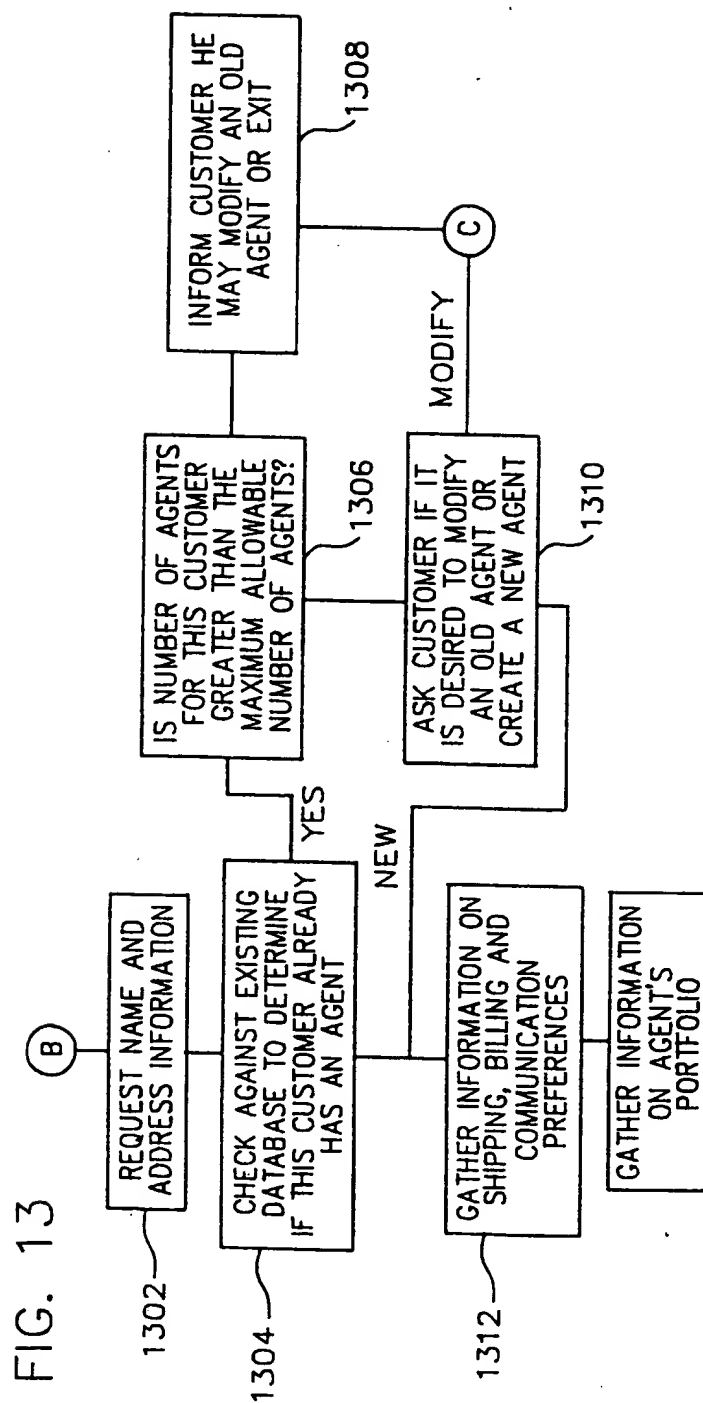 FIG. 13
B
REQUEST NAME AND
ADDRESS INFORMATION
1302
CHECK AGAINST EXISTING
DATABASE TO DETERMINE
IF THIS CUSTOMER ALREADY
HAS AN AGENT
1304
YES
IS NUMBER OF AGENTS
FOR THIS CUSTOMER
GREATER THAN THE
MAXIMUM ALLOWABLE
NUMBER OF AGENTS?
1306
INFORM CUSTOMER HE
MAY MODIFY AN OLD
AGENT OR EXIT
1308
NEW
ASK CUSTOMER IF IT
IS DESIRED TO MODIFY
AN OLD AGENT OR
CREATE A NEW AGENT
1310
MODIFY
C
GATHER INFORMATION ON
SHIPPING, BILLING AND
COMMUNICATION
PREFERENCES
1312
GATHER INFORMATION
ON AGENT'S
PORTFOLIO